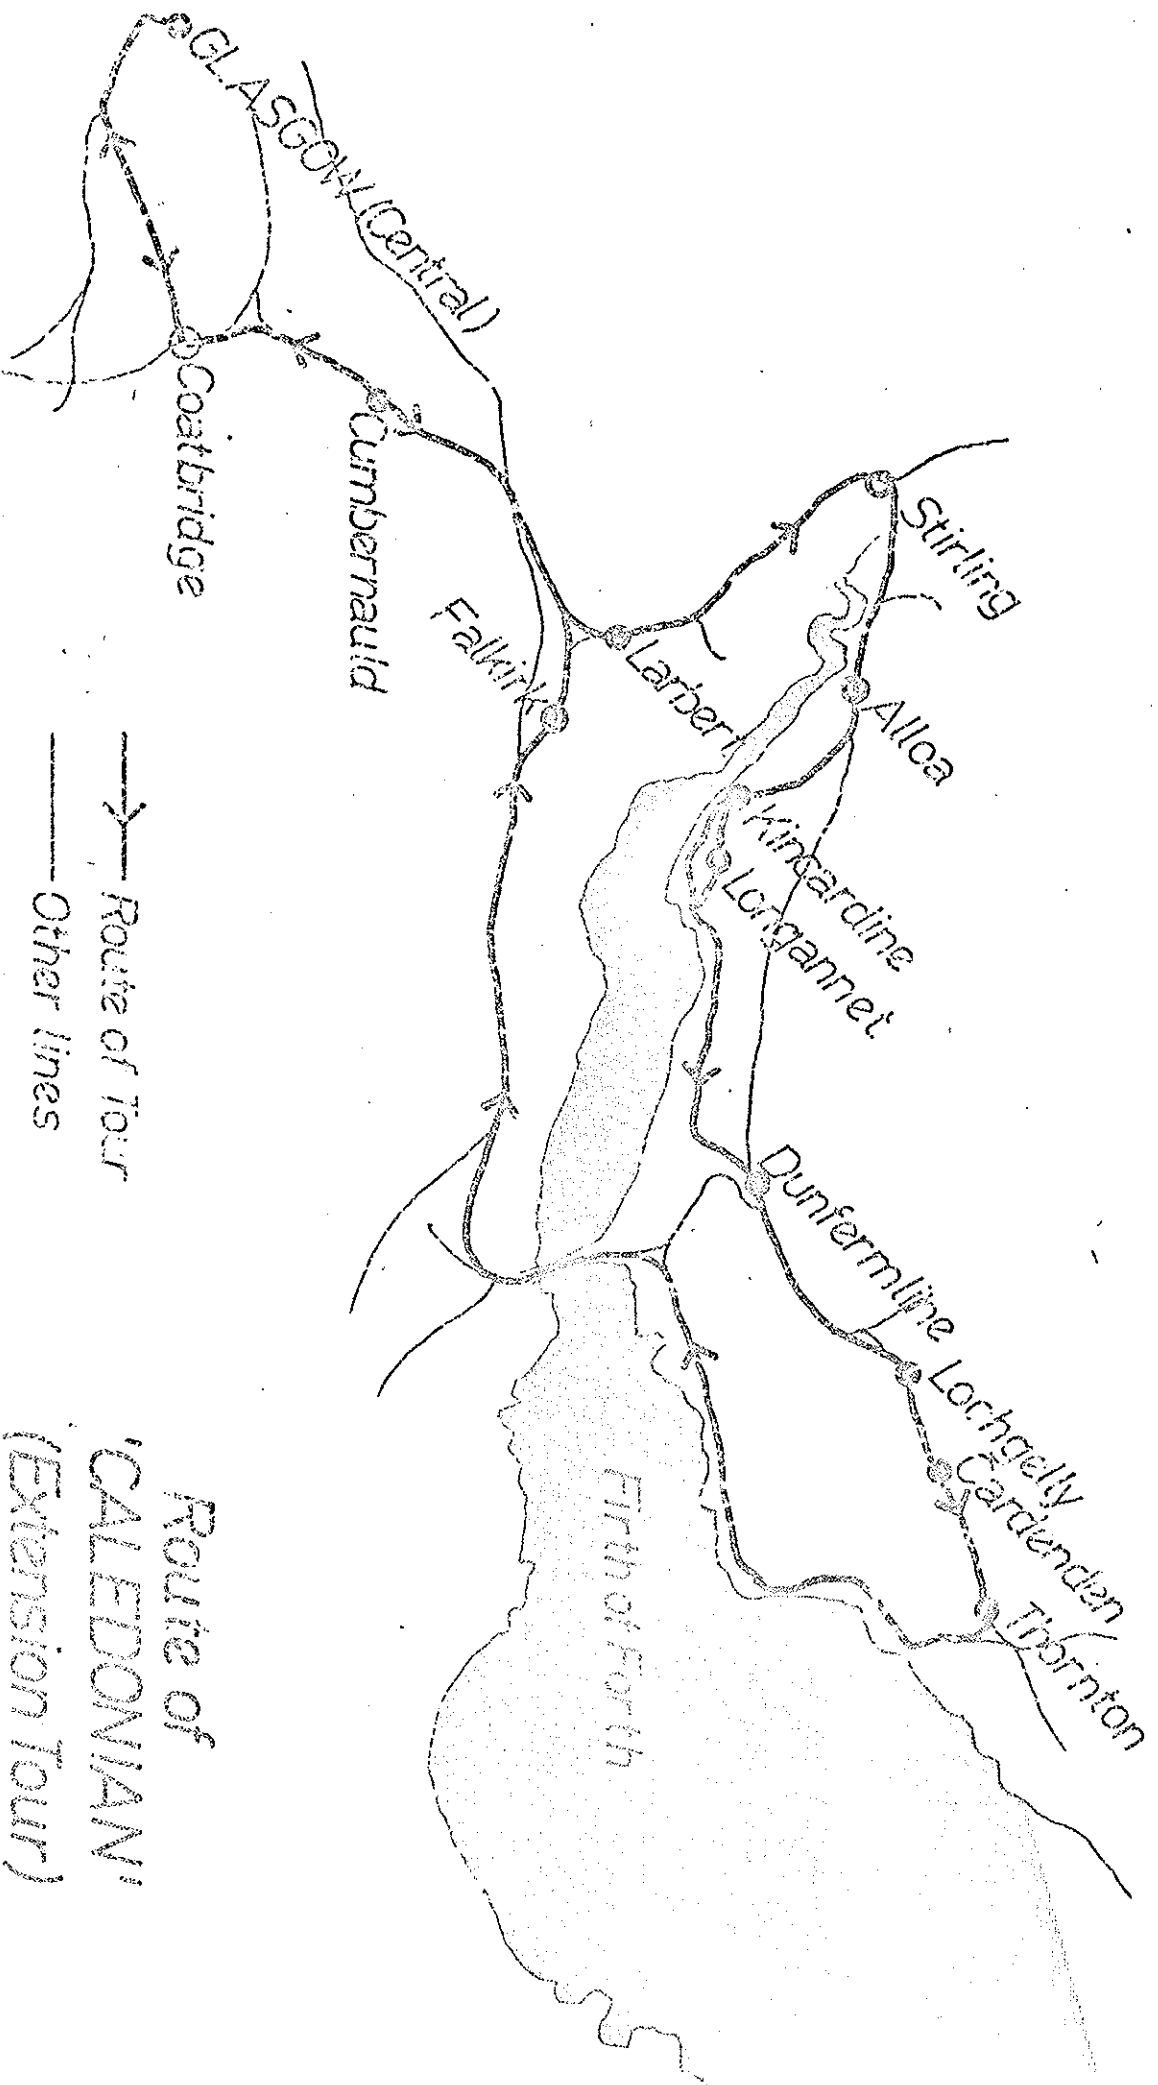 GLASGOW (Central)
Coatbridge
Cumbernauld
Falkirk
Larbert
Stirling
Alloa
Kincardine
Longannet
Dunfermline
Lochgelly
Cardenden
Thornton
Firth of Forth
Route of Tour
Other lines
Route of
'CALEDONIAN'
(Extension Tour)